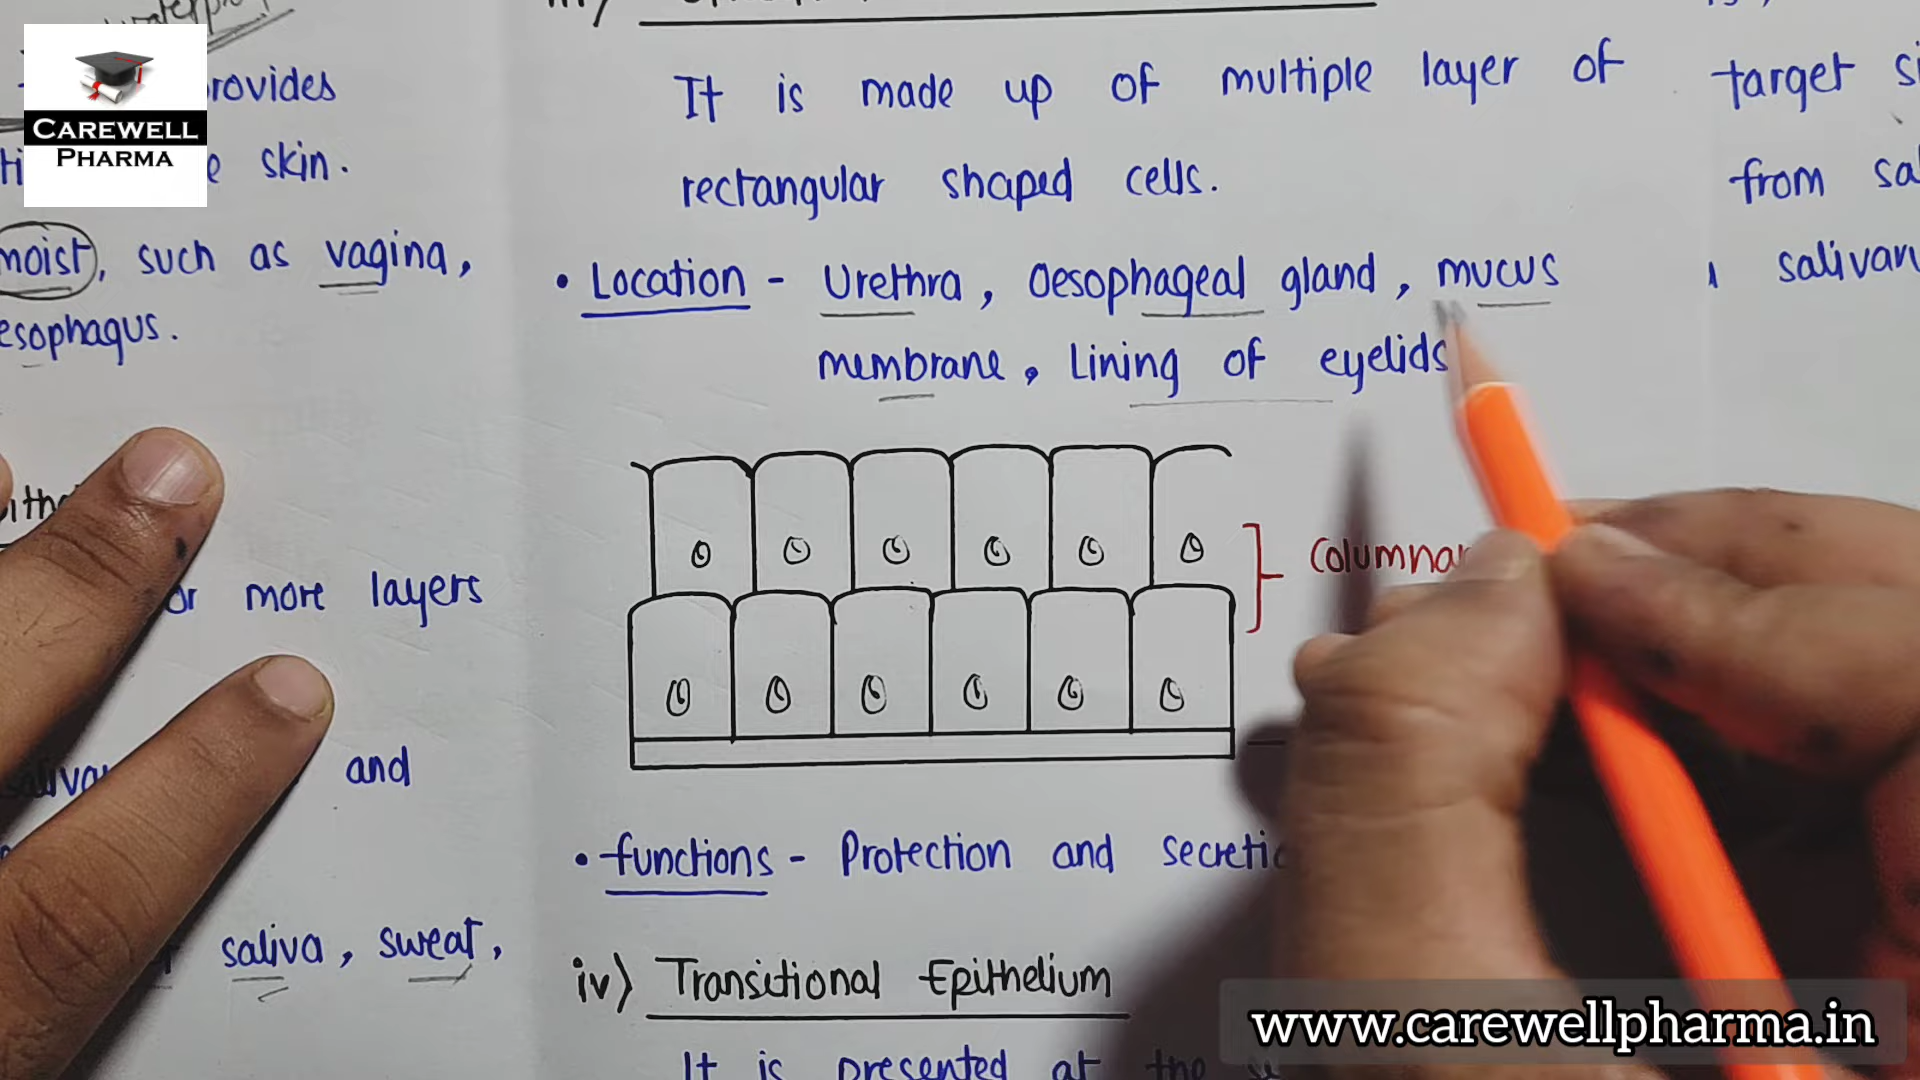 CAREWELL
PHARMA
skin.
moist, such as vagina,
esophagus.
or more layers
and
saliva, sweat,
It is made up of multiple layer of
rectangular shaped cells.
• Location - Urethra, Oesophageal gland, mucus
membrane, Lining of eyelids
Columnar
• functions - Protection and
iv) Transitional Epithelium
It is presented at the
target
from
www.carewellpharma.in